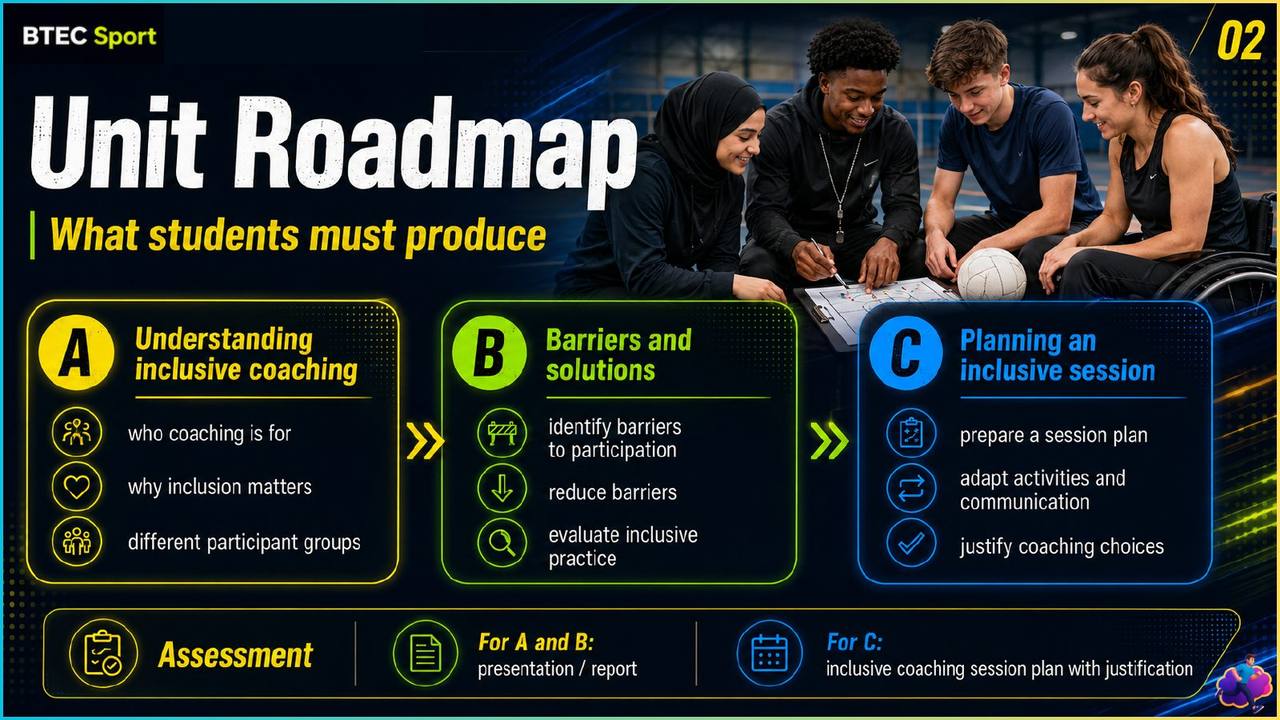 BTEC Sport
02
Unit Roadmap
What students must produce
A
Understanding
inclusive coaching
who coaching is for
why inclusion matters
different participant groups
B
Barriers and
solutions
identify barriers
to participation
reduce barriers
evaluate inclusive
practice
C
Planning an
inclusive session
prepare a session plan
adapt activities and
communication
justify coaching choices
Assessment
For A and B:
presentation / report
For C:
inclusive coaching session plan with justification